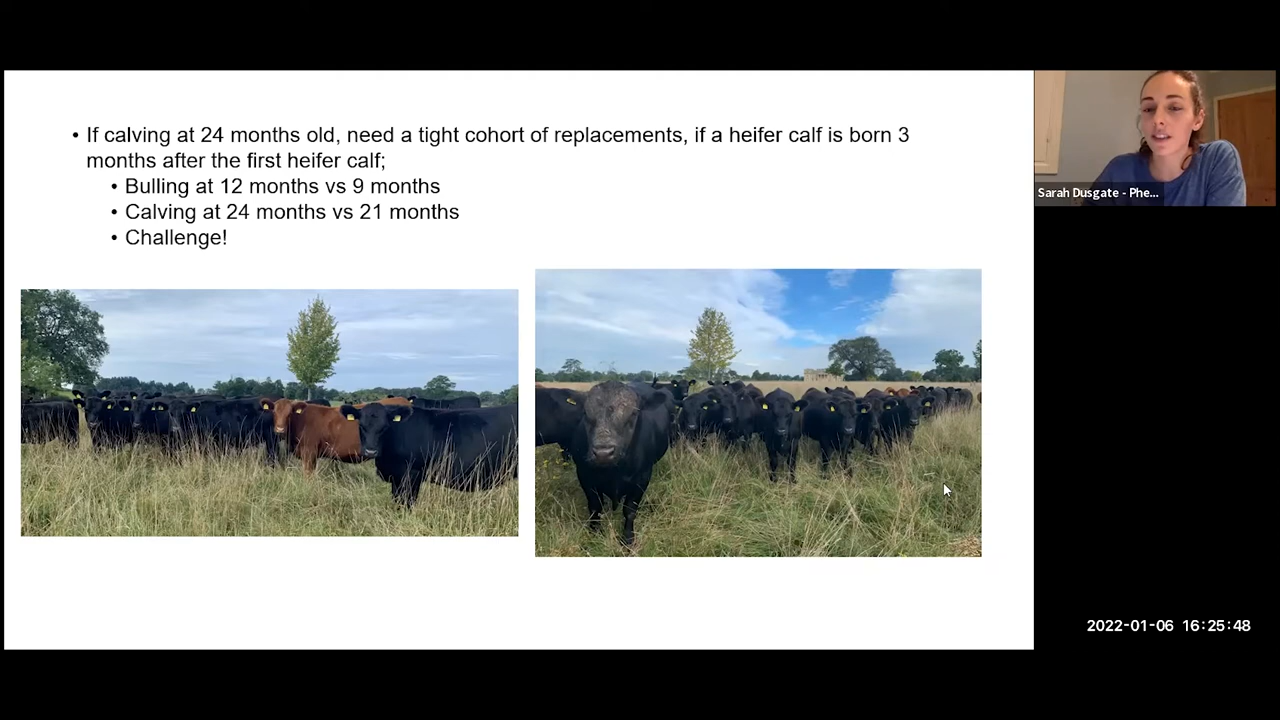 • If calving at 24 months old, need a tight cohort of replacements, if a heifer calf is born 3
months after the first heifer calf;
• Bulling at 12 months vs 9 months
• Calving at 24 months vs 21 months
• Challenge!
Sarah Dusgate - Phe...
2022-01-06 16:25:48